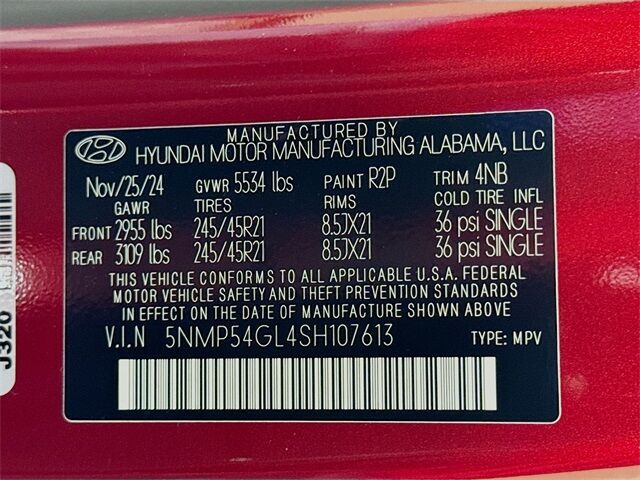 MANUFACTURED BY
HYUNDAI MOTOR MANUFACTURING ALABAMA, LLC
Nov/25/24 GVWR 5534 lbs PAINT R2P TRIM 4NB
GAWR TIRES RIMS COLD TIRE INFL
FRONT 2955 lbs 245/45R21 8.5JX21 36 psi SINGLE
REAR 3109 lbs 245/45R21 8.5JX21 36 psi SINGLE
THIS VEHICLE CONFORMS TO ALL APPLICABLE U.S.A. FEDERAL
MOTOR VEHICLE SAFETY AND THEFT PREVENTION STANDARDS
IN EFFECT ON THE DATE OF MANUFACTURE SHOWN ABOVE.
V.I.N 5NMP54GL4SH107613 TYPE: MPV
J320